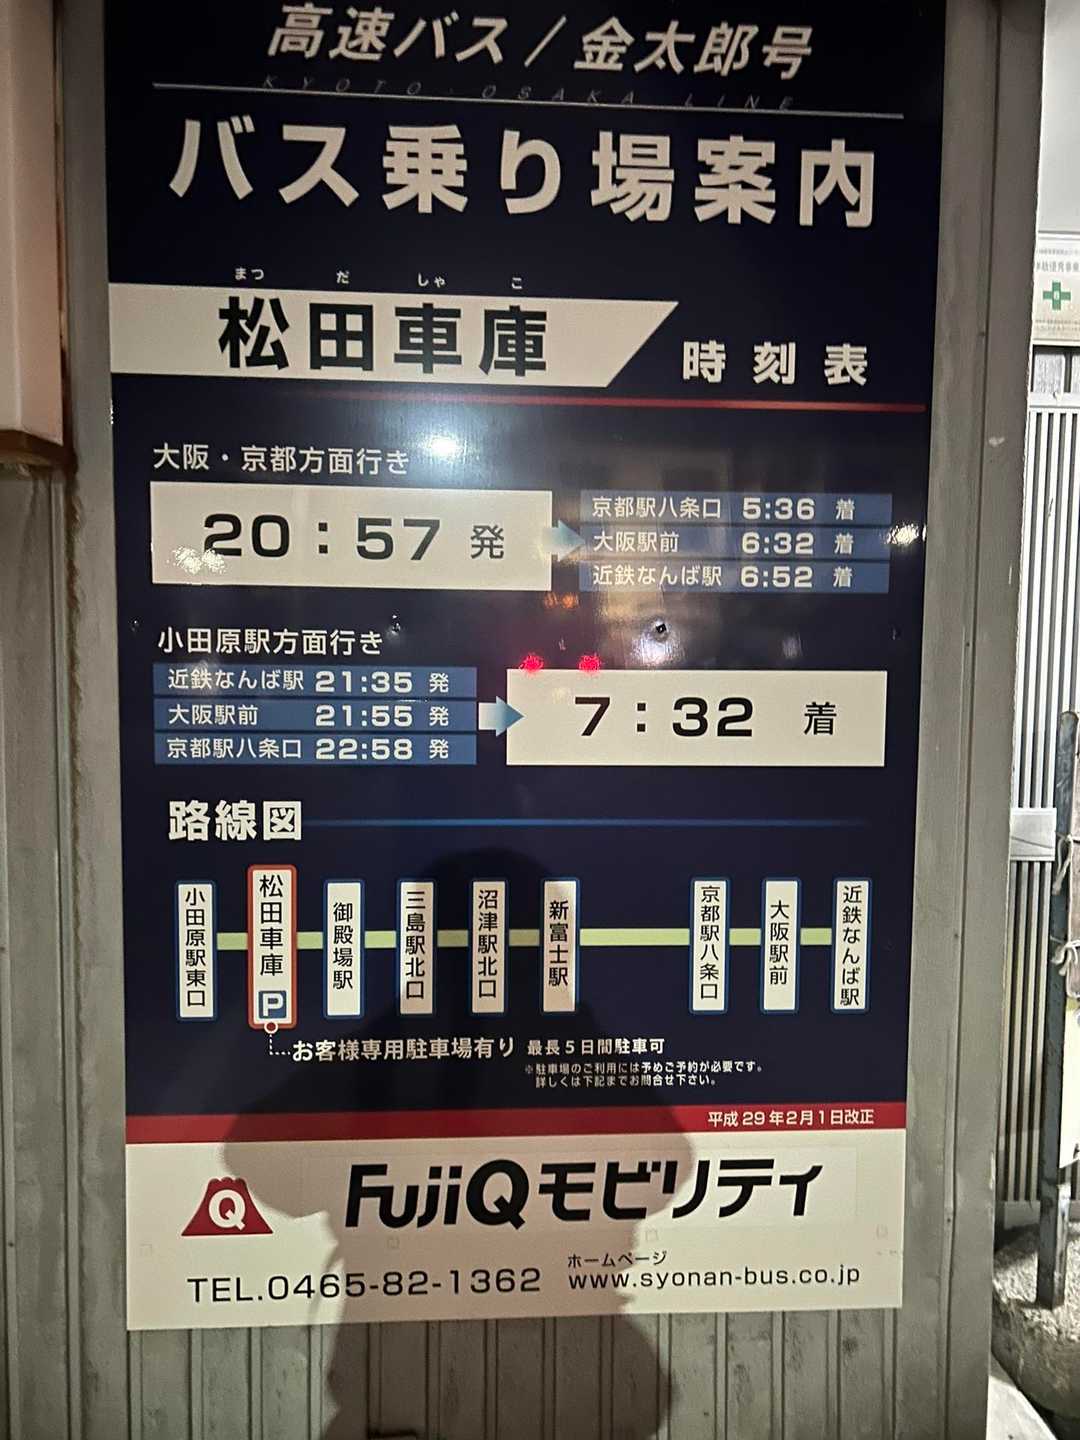 高速バス / 金太郎号
KYOTO・OSAKA LINE
バス乗り場案内
まつ だ しゃ こ
松田車庫 時刻表
大阪・京都方面行き
20:57 発
京都駅八条口 5:36 着
大阪駅前 6:32 着
近鉄なんば駅 6:52 着
小田原駅方面行き
近鉄なんば駅 21:35 発
大阪駅前 21:55 発
京都駅八条口 22:58 発
7:32 着
路線図
小田原駅東口
松田車庫 P
御殿場駅
三島駅北口
沼津駅北口
新富士駅
京都駅八条口
大阪駅前
近鉄なんば駅
お客様専用駐車場有り 最長5日間駐車可
※駐車場のご利用には予めご予約が必要です。
詳しくは下記までお問合せ下さい。
平成29年2月1日改正
Q FujiQモビリティ
ホームページ
TEL.0465-82-1362 www.syonan-bus.co.jp